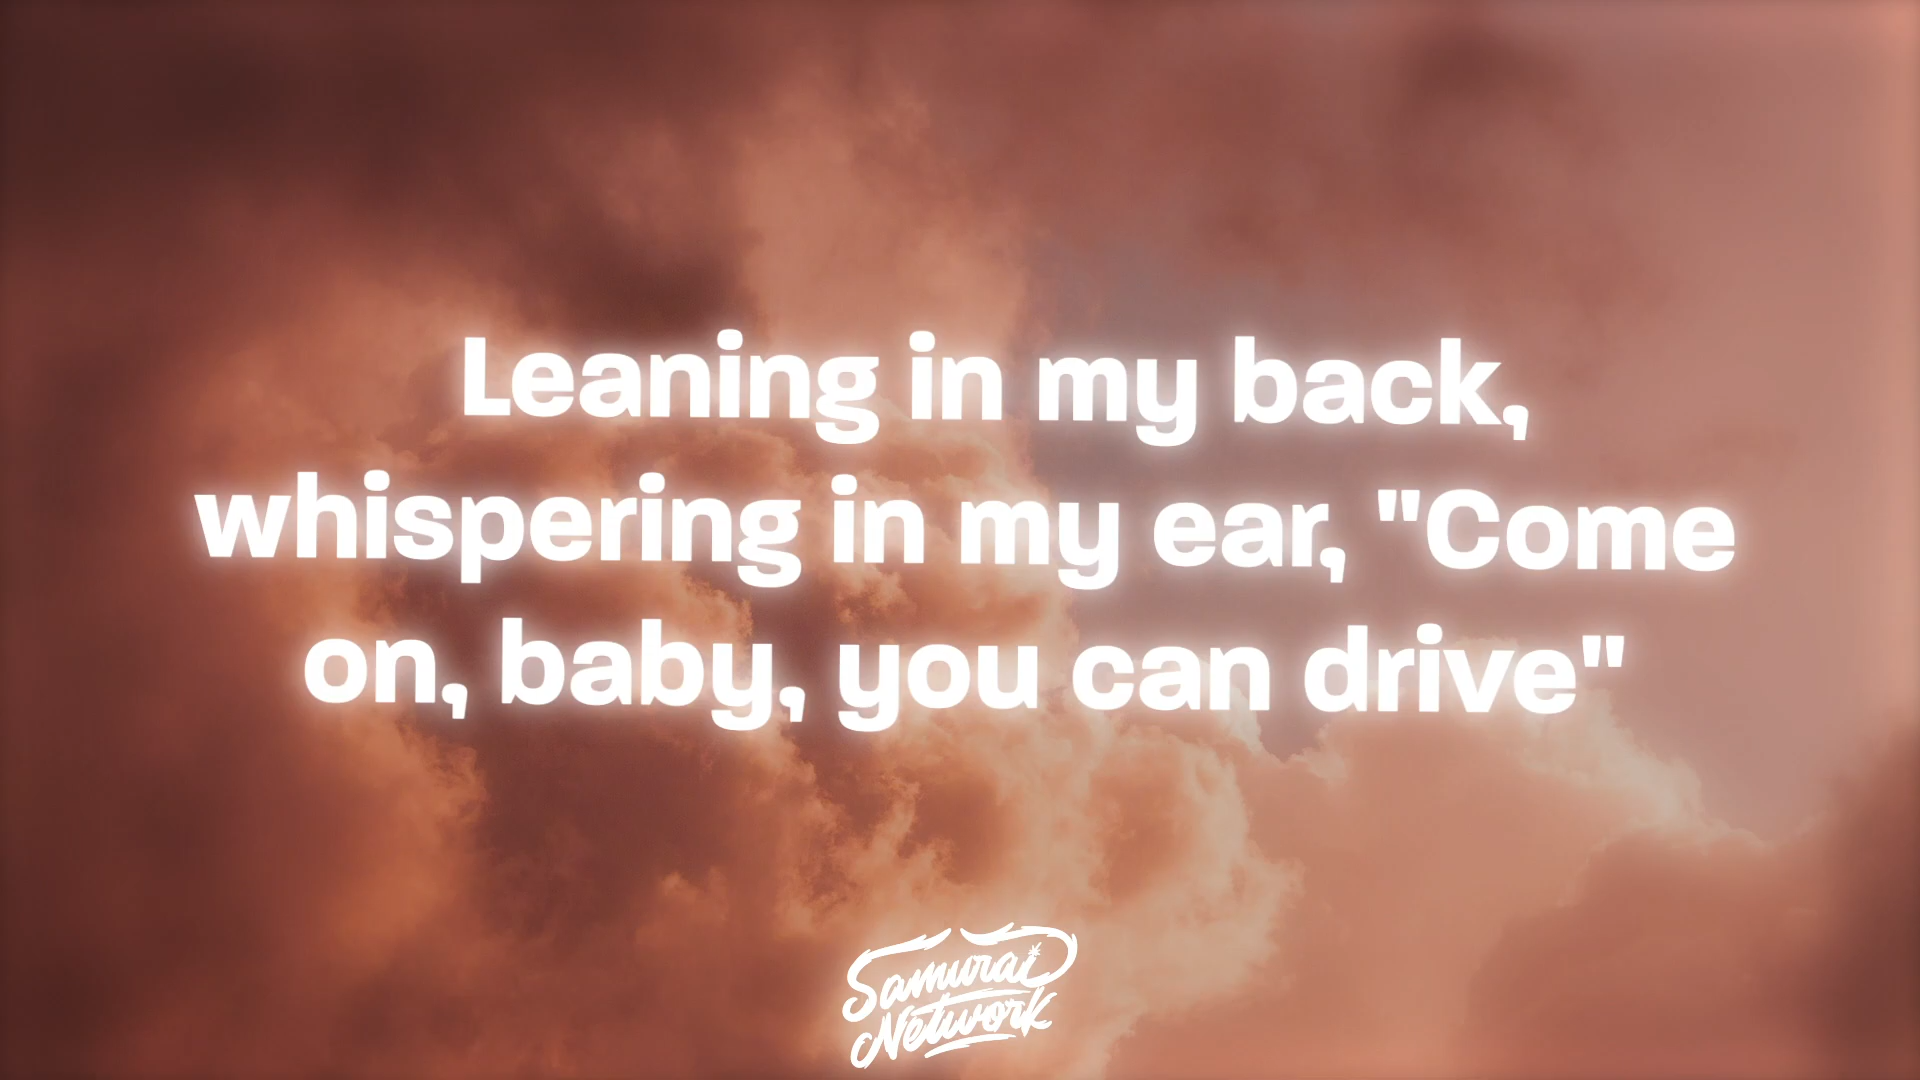 Leaning in my back,
whispering in my ear, "Come
on, baby, you can drive"
Samurai
Network